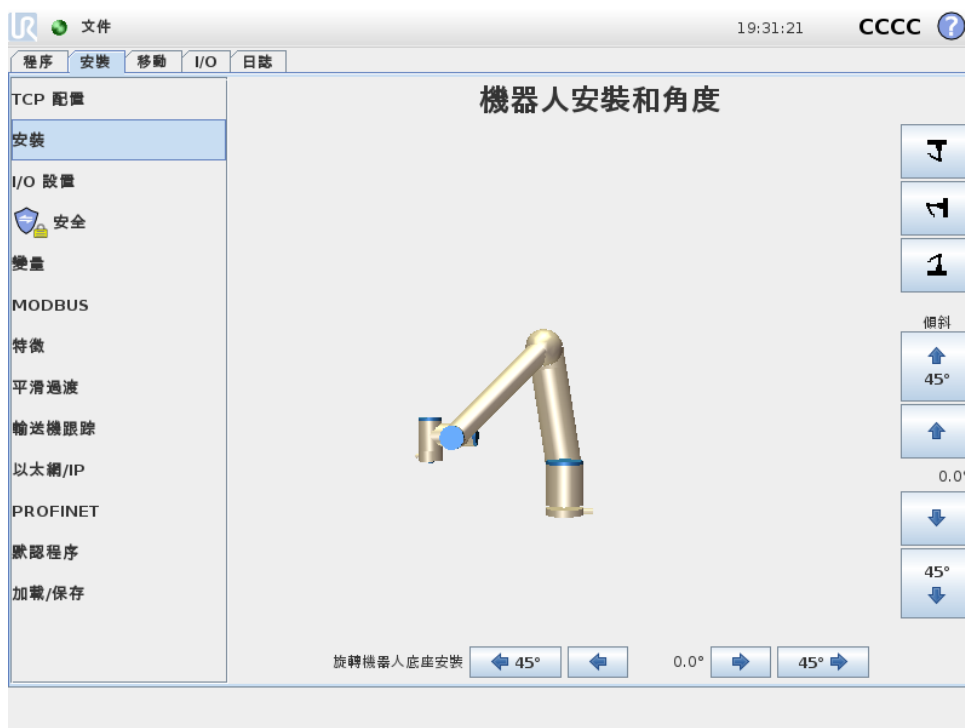 UR 文件 19:31:21 CCCC ?
程序 安裝 移動 I/O 日誌
TCP 配置
機器人安裝和角度
安裝
I/O 設置
安全
變量
MODBUS
特徵
平滑過渡
輸送機跟踪
以太網/IP
PROFINET
默認程序
加載/保存
傾斜
45°
0.0°
45°
旋轉機器人底座安裝 45° 0.0° 45°